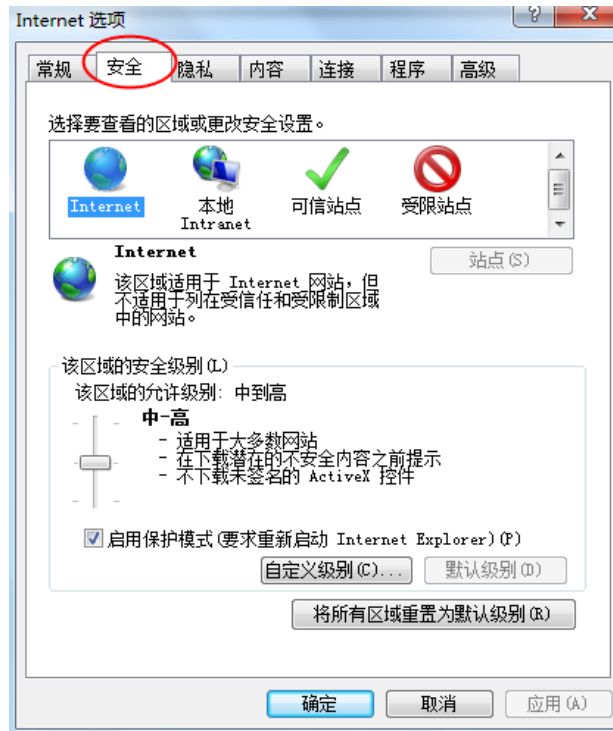 Internet 选项
常规 安全 隐私 内容 连接 程序 高级
选择要查看的区域或更改安全设置。
Internet 本地 Intranet 可信站点 受限站点
Internet
站点(S)
该区域适用于 Internet 网站，但
不适用于列在受信任和受限制区域
中的网站。
该区域的安全级别(L)
该区域的允许级别: 中到高
中-高
- 适用于大多数网站
- 在下载潜在的不安全内容之前提示
- 不下载未签名的 ActiveX 控件
启用保护模式(要求重新启动 Internet Explorer)(P)
自定义级别(C)... 默认级别(D)
将所有区域重置为默认级别(R)
确定 取消 应用(A)